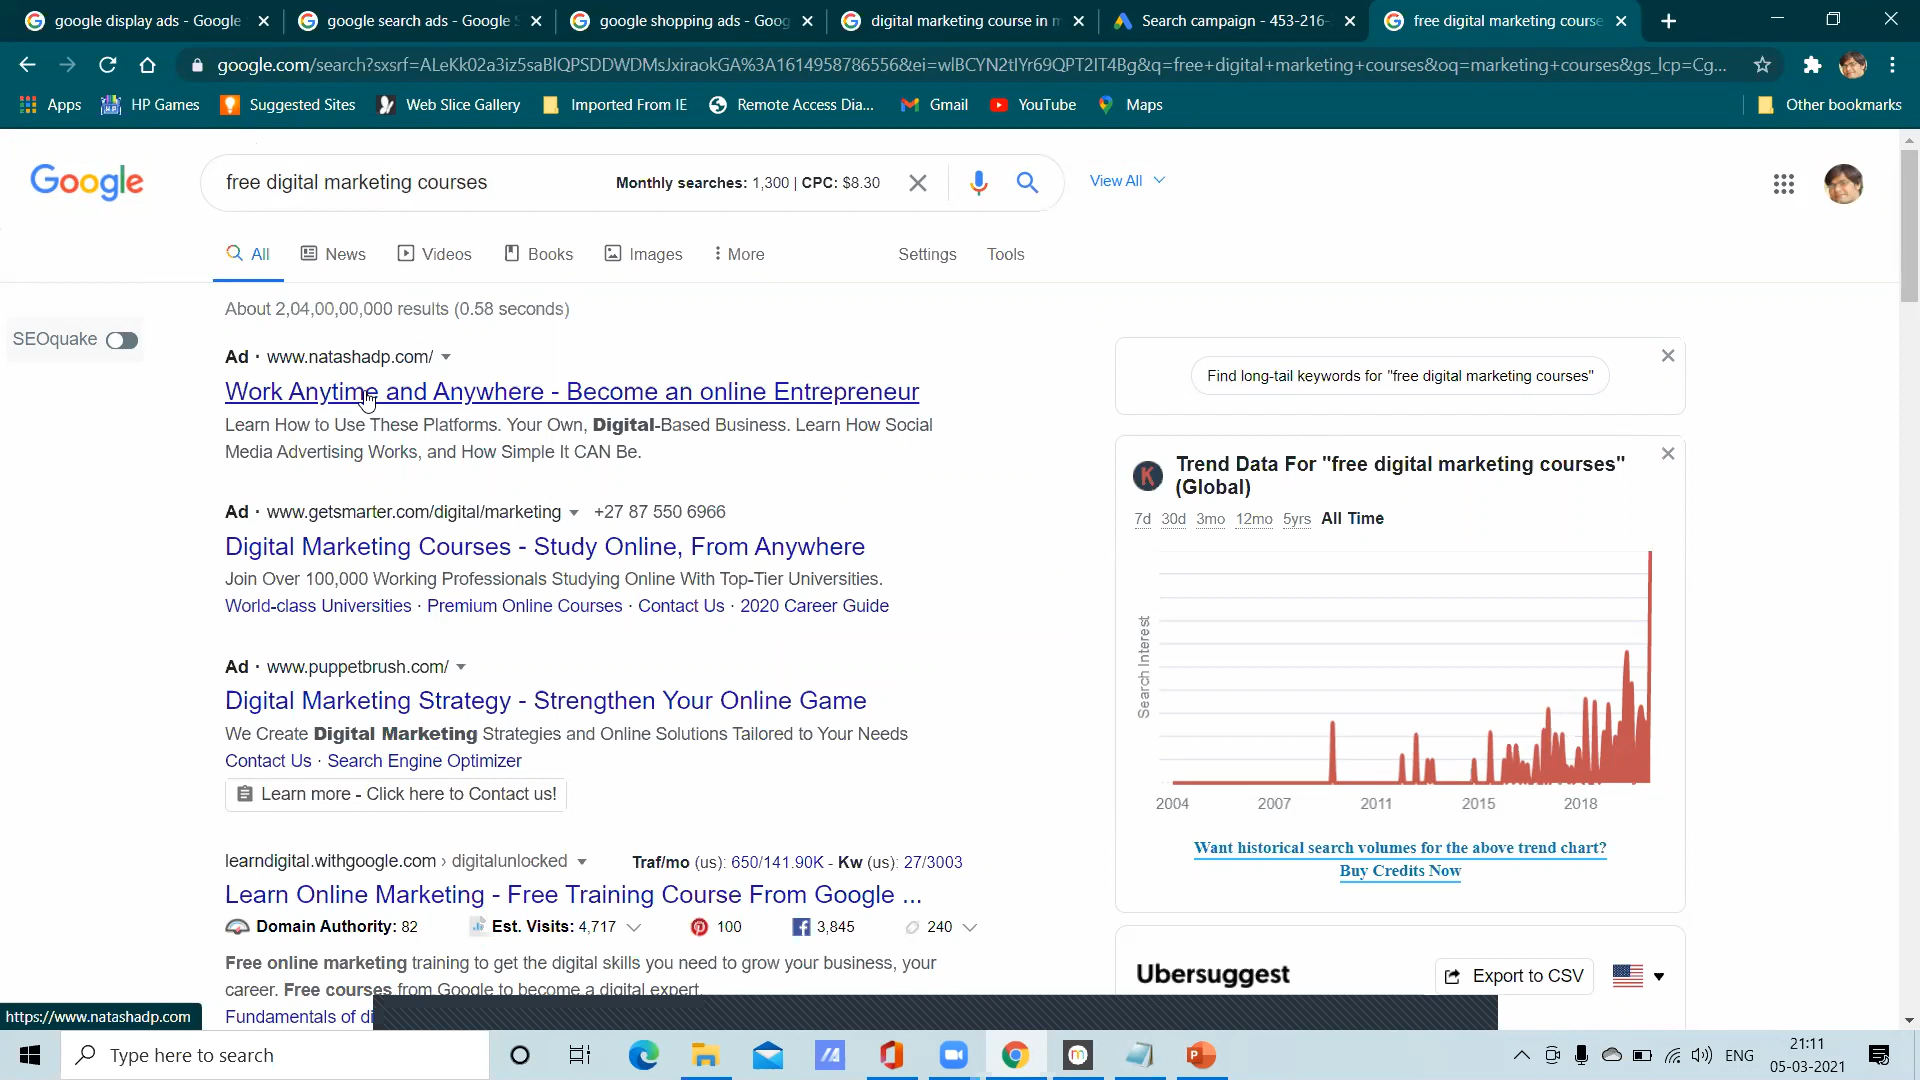 google display ads - Google
google search ads - Google S
google shopping ads - Goog
digital marketing course in m
Search campaign - 453-216-
free digital marketing course
google.com/search?sxsrf=ALeKk02a3iz5saBlQPSDDWDMsJxiraokGA%3A1614958786556&ei=wlBCYN2tIYr69QPT2IT4Bg&q=free+digital+marketing+courses&oq=marketing+courses&gs_lcp=Cg...
Apps
HP Games
Suggested Sites
Web Slice Gallery
Imported From IE
Remote Access Dia...
Gmail
YouTube
Maps
Other bookmarks
Google
free digital marketing courses
Monthly searches: 1,300 | CPC: $8.30
View All
All
News
Videos
Books
Images
More
Settings
Tools
About 2,04,00,00,000 results (0.58 seconds)
SEOquake
Ad · www.natashadp.com/
Work Anytime and Anywhere - Become an online Entrepreneur
Learn How to Use These Platforms. Your Own, Digital-Based Business. Learn How Social
Media Advertising Works, and How Simple It CAN Be.
Ad · www.getsmarter.com/digital/marketing +27 87 550 6966
Digital Marketing Courses - Study Online, From Anywhere
Join Over 100,000 Working Professionals Studying Online With Top-Tier Universities.
World-class Universities · Premium Online Courses · Contact Us · 2020 Career Guide
Ad · www.puppetbrush.com/
Digital Marketing Strategy - Strengthen Your Online Game
We Create Digital Marketing Strategies and Online Solutions Tailored to Your Needs
Contact Us · Search Engine Optimizer
Learn more - Click here to Contact us!
learndigital.withgoogle.com › digitalunlocked
Traf/mo (us): 650/141.90K - Kw (us): 27/3003
Learn Online Marketing - Free Training Course From Google ...
Domain Authority: 82
Est. Visits: 4,717
100
3,845
240
Free online marketing training to get the digital skills you need to grow your business, your
career. Free courses from Google to become a digital expert.
Fundamentals of di
https://www.natashadp.com
Find long-tail keywords for "free digital marketing courses"
K
Trend Data For "free digital marketing courses"
(Global)
7d 30d 3mo 12mo 5yrs All Time
Search Interest
2004 2007 2011 2015 2018
Want historical search volumes for the above trend chart?
Buy Credits Now
Ubersuggest
Export to CSV
Type here to search
ENG
21:11
05-03-2021